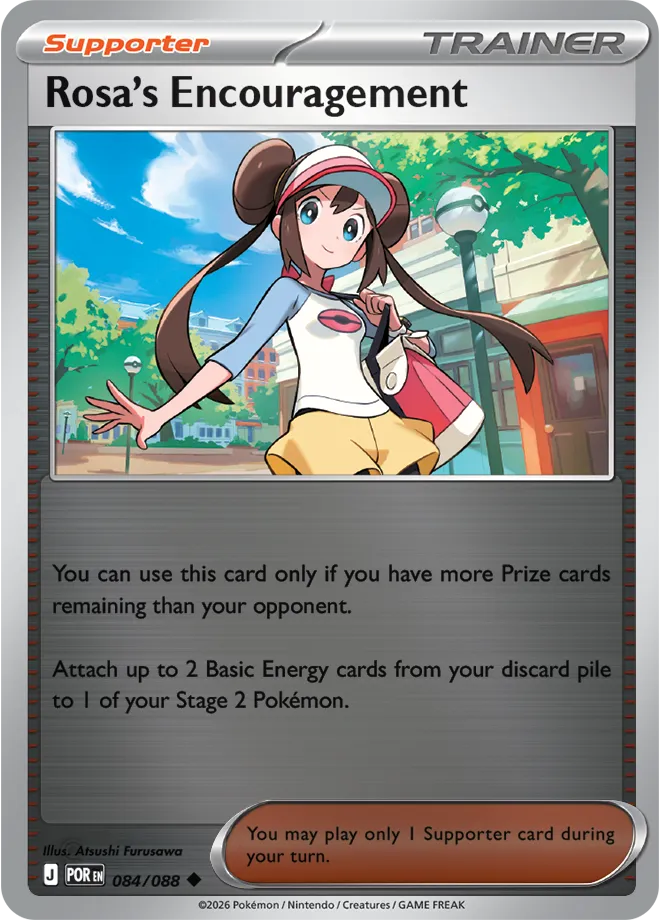 Supporter
TRAINER
Rosa's Encouragement
You can use this card only if you have more Prize cards
remaining than your opponent.
Attach up to 2 Basic Energy cards from your discard pile
to 1 of your Stage 2 Pokémon.
You may play only 1 Supporter card during
your turn.
Illus. Atsushi Furusawa
J POR EN 084/088
©2026 Pokémon / Nintendo / Creatures / GAME FREAK